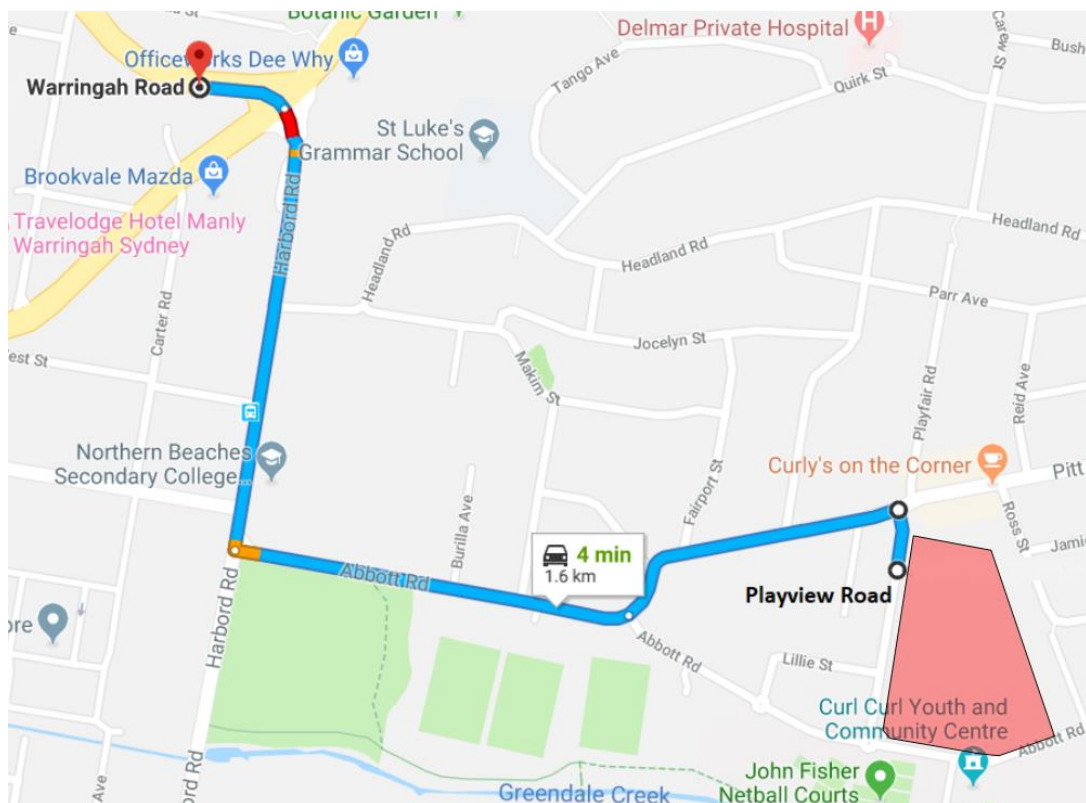 Botanic Garden
Delmar Private Hospital
H
Carew St
Bush
Officeworks Dee Why
Tango Ave
Quirk St
Warringah Road
St Luke's
Grammar School
Brookvale Mazda
Travelodge Hotel Manly
Warringah Sydney
Harbord Rd
Headland Rd
Headland Rd
Headland Rd
Parr Ave
Carter Rd
Jocelyn St
Makim St
Playfair Rd
Reid Ave
Northern Beaches
Secondary College
...
Curly's on the Corner
Pitt
Fairport St
Ross St
Burilla Ave
4 min
1.6 km
Jamie
Abbott Rd
Playview Road
Harbord Rd
Abbott Rd
Lillie St
Curl Curl Youth and
Community Centre
Abbott Rd
John Fisher
Netball Courts
Greendale Creek
Harbord Rd